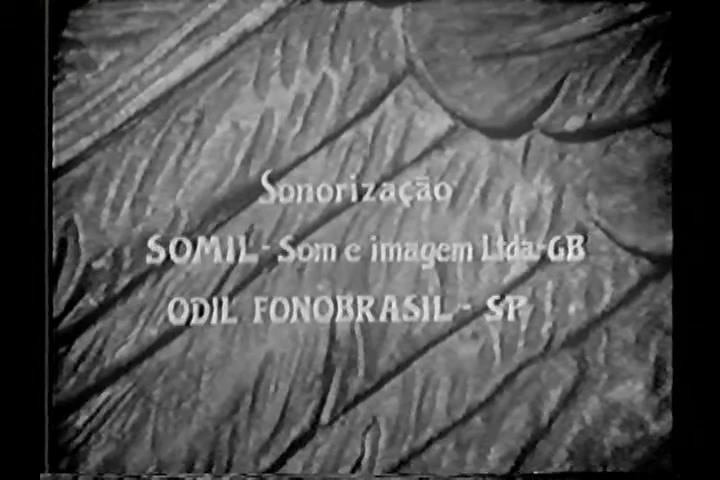 Sonorização
SOMIL - Som e imagem Ltda-GB
ODIL FONOBRASIL - SP